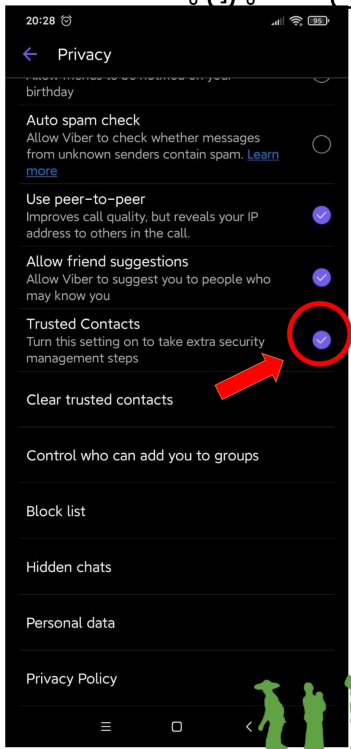 20:28
95
Privacy
birthday
Auto spam check
Allow Viber to check whether messages
from unknown senders contain spam. Learn
more
Use peer-to-peer
Improves call quality, but reveals your IP
address to others in the call.
Allow friend suggestions
Allow Viber to suggest you to people who
may know you
Trusted Contacts
Turn this setting on to take extra security
management steps
Clear trusted contacts
Control who can add you to groups
Block list
Hidden chats
Personal data
Privacy Policy